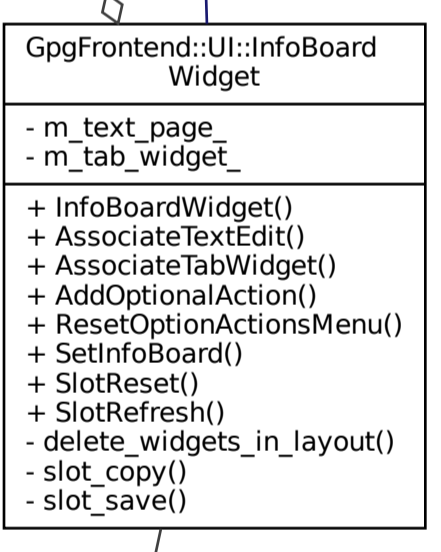 GpgFrontend::UI::InfoBoard
Widget
- m_text_page_
- m_tab_widget_
+ InfoBoardWidget()
+ AssociateTextEdit()
+ AssociateTabWidget()
+ AddOptionalAction()
+ ResetOptionActionsMenu()
+ SetInfoBoard()
+ SlotReset()
+ SlotRefresh()
- delete_widgets_in_layout()
- slot_copy()
- slot_save()